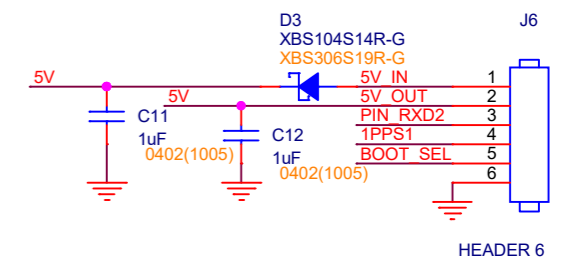 D3
J6
XBS104S14R-G
XBS306S19R-G
5V
5V_IN
1
5V
5V_OUT
2
C11
PIN_RXD2
3
1uF
C12
1PPS1
4
0402(1005)
1uF
BOOT_SEL
5
0402(1005)
6
HEADER 6